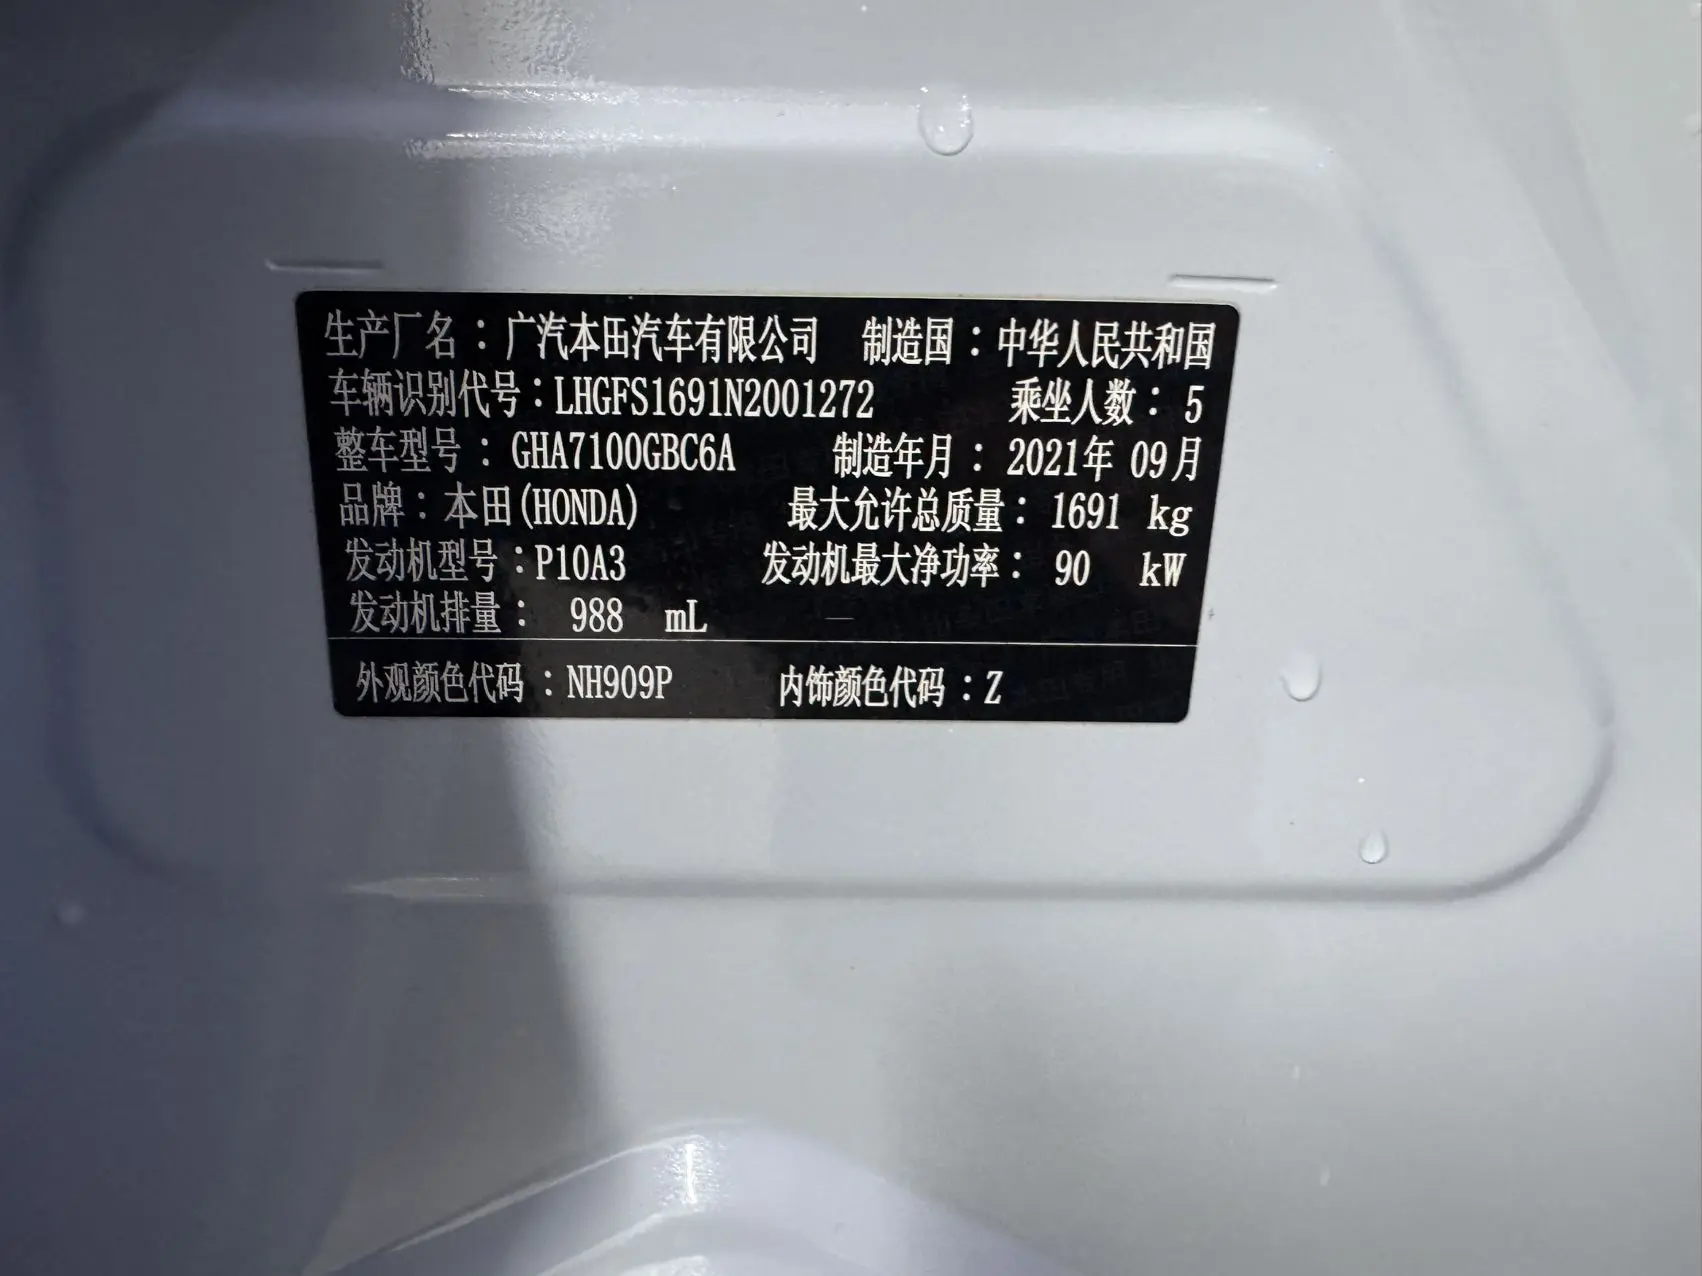 生产厂名：广汽本田汽车有限公司 制造国：中华人民共和国
车辆识别代号：LHGFS1691N2001272 乘坐人数：5
整车型号：GHA7100GBC6A 制造年月：2021年 09月
品牌：本田(HONDA) 最大允许总质量：1691 kg
发动机型号：P10A3 发动机最大净功率：90 kW
发动机排量：988 mL
外观颜色代码：NH909P 内饰颜色代码：Z